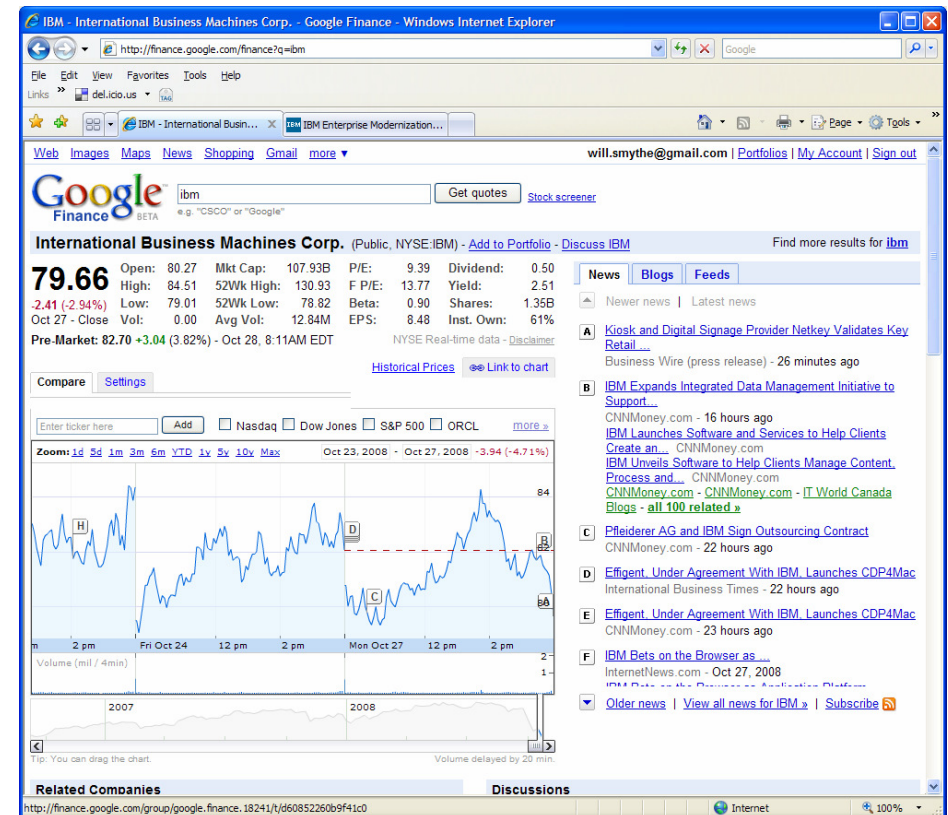 IBM - International Business Machines Corp. - Google Finance - Windows Internet Explorer
http://finance.google.com/finance?q=ibm
Google
File Edit View Favorites Tools Help
Links » del.icio.us TAG
IBM - International Busin... X IBM IBM Enterprise Modernization...
Page Tools »
Web Images Maps News Shopping Gmail more ▼
will.smythe@gmail.com | Portfolios | My Account | Sign out
Google Finance BETA
ibm
Get quotes
Stock screener
e.g. "CSCO" or "Google"
International Business Machines Corp. (Public, NYSE:IBM) - Add to Portfolio - Discuss IBM
Find more results for ibm
79.66
-2.41 (-2.94%)
Oct 27 - Close
Open: 80.27 Mkt Cap: 107.93B P/E: 9.39 Dividend: 0.50
High: 84.51 52Wk High: 130.93 F P/E: 13.77 Yield: 2.51
Low: 79.01 52Wk Low: 78.82 Beta: 0.90 Shares: 1.35B
Vol: 0.00 Avg Vol: 12.84M EPS: 8.48 Inst. Own: 61%
Pre-Market: 82.70 +3.04 (3.82%) - Oct 28, 8:11AM EDT
NYSE Real-time data - Disclaimer
Historical Prices Link to chart
Compare Settings
Enter ticker here Add Nasdaq Dow Jones S&P 500 ORCL more »
Zoom: 1d 5d 1m 3m 6m YTD 1y 5y 10y Max Oct 23, 2008 - Oct 27, 2008 -3.94 (-4.71%)
84
H
D
B
82
C
A
80
m 2 pm Fri Oct 24 12 pm 2 pm Mon Oct 27 12 pm 2 pm
Volume (mil / 4min)
2
1
2007 2008
Tip: You can drag the chart.
Volume delayed by 20 min.
News Blogs Feeds
Newer news | Latest news
A Kiosk and Digital Signage Provider Netkey Validates Key
Retail ...
Business Wire (press release) - 26 minutes ago
B IBM Expands Integrated Data Management Initiative to
Support...
CNNMoney.com - 16 hours ago
IBM Launches Software and Services to Help Clients
Create an... CNNMoney.com
IBM Unveils Software to Help Clients Manage Content,
Process and... CNNMoney.com
CNNMoney.com - CNNMoney.com - IT World Canada
Blogs - all 100 related »
C Pfleiderer AG and IBM Sign Outsourcing Contract
CNNMoney.com - 22 hours ago
D Effigent, Under Agreement With IBM, Launches CDP4Mac
International Business Times - 22 hours ago
E Effigent, Under Agreement With IBM, Launches CDP4Mac
CNNMoney.com - 23 hours ago
F IBM Bets on the Browser as ...
InternetNews.com - Oct 27, 2008
IBM Bets on the Browser as Application Platform
Older news | View all news for IBM » | Subscribe
Related Companies
Discussions
http://finance.google.com/group/google.finance.18241/t/d60852260b9f41c0
Internet
100%